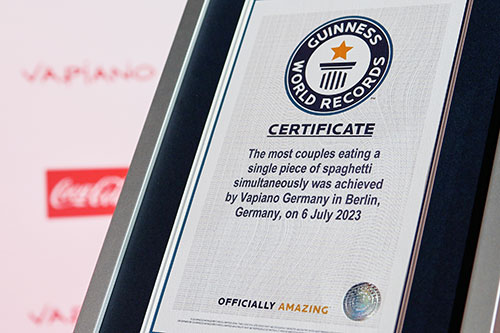 VAPIANO
Coca-Cola
VAPIANO
GUINNESS
WORLD RECORDS
TM
CERTIFICATE
The most couples eating a
single piece of spaghetti
simultaneously was achieved
by Vapiano Germany in Berlin,
Germany, on 6 July 2023
OFFICIALLY AMAZING